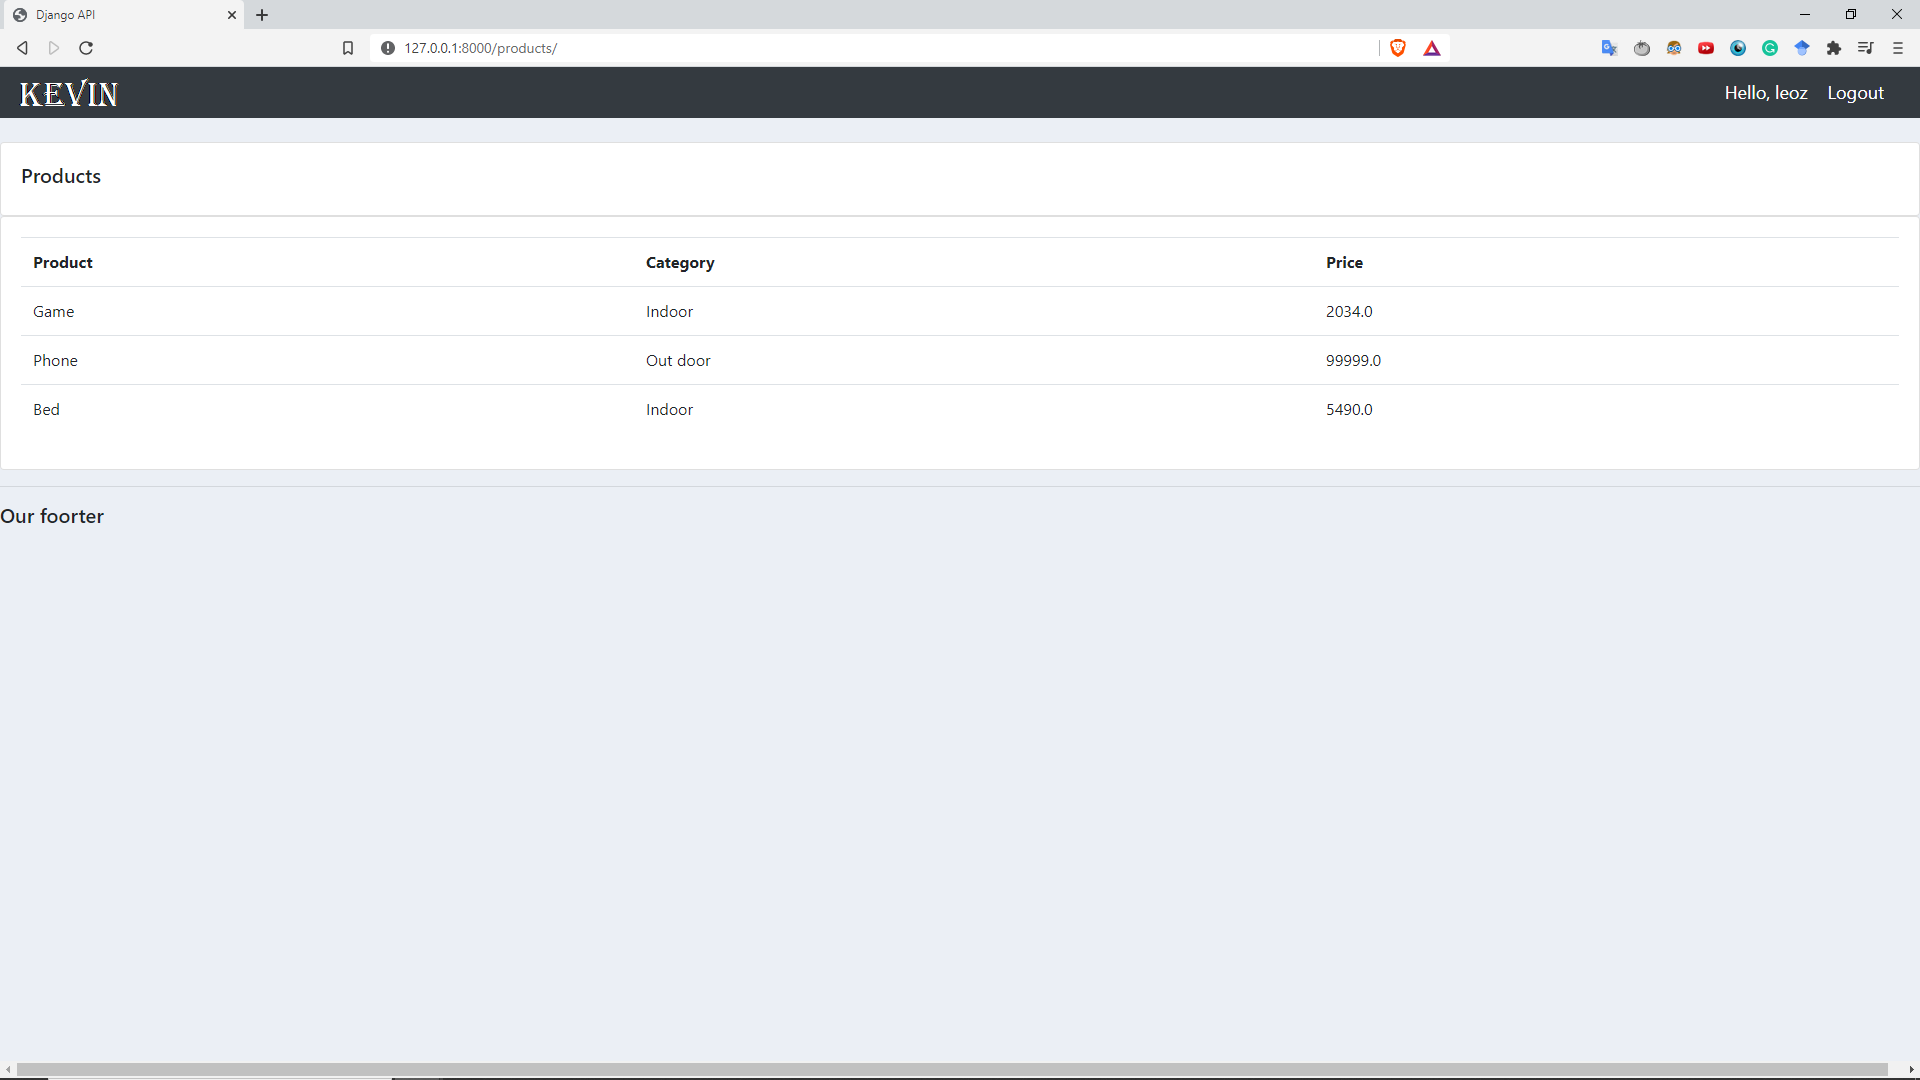 Django API
127.0.0.1:8000/products/
KEVIN
Hello, leoz Logout
Products
Product Category Price
Game Indoor 2034.0
Phone Out door 99999.0
Bed Indoor 5490.0
Our foorter